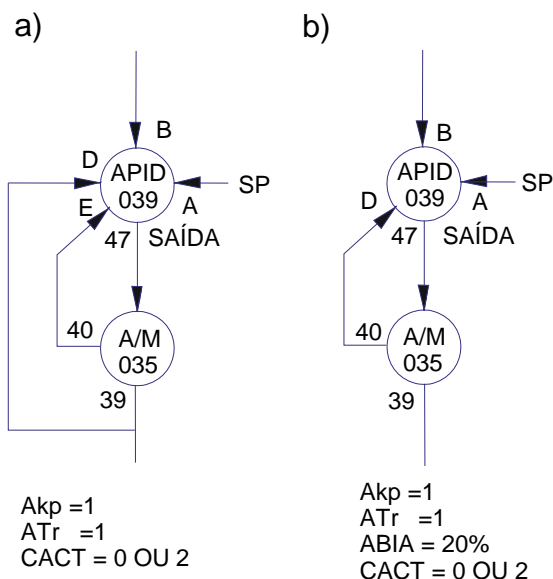 a)
B
D
APID
039
E
A
SP
47
SAÍDA
40
A/M
035
39
Akp =1
ATr =1
CACT = 0 OU 2
b)
B
APID
039
D
A
SP
47
SAÍDA
40
A/M
035
39
Akp =1
ATr =1
ABIA = 20%
CACT = 0 OU 2